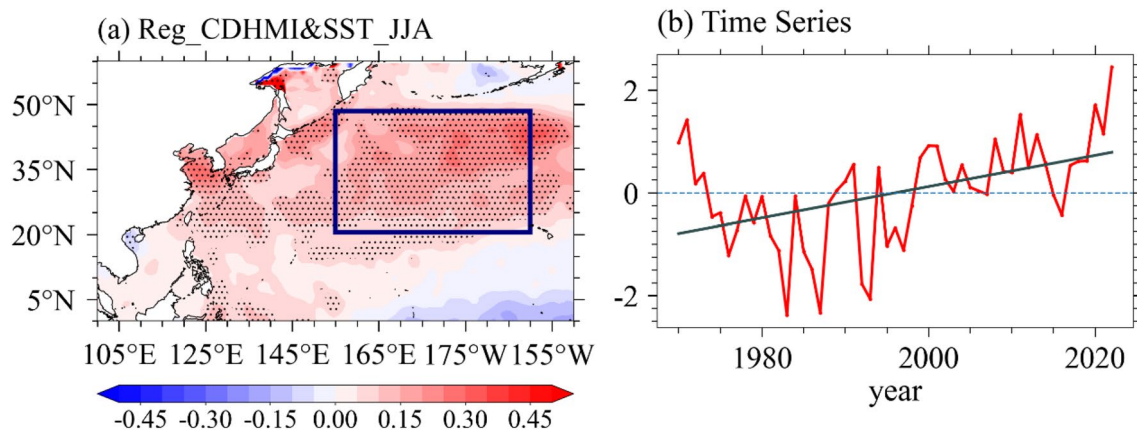 (a) Reg_CDHMI&SST_JJA
50°N
35°N
20°N
5°N
105°E 125°E 145°E 165°E 175°W 155°W
-0.45 -0.30 -0.15 0.00 0.15 0.30 0.45
(b) Time Series
2
0
-2
1980 2000 2020
year